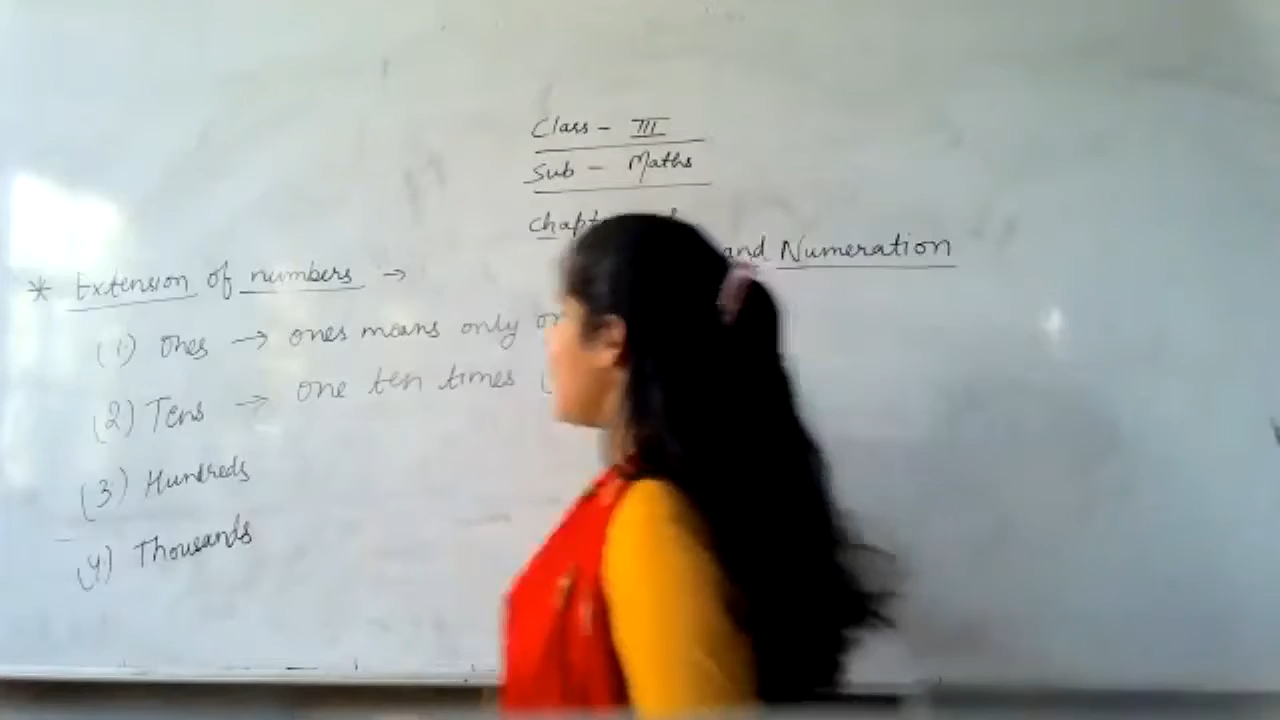 Class - III
Sub - Maths
and Numeration
* Extension of numbers →
(1) Ones → ones means only
(2) Tens → one ten times (
(3) Hundreds
(4) Thousands